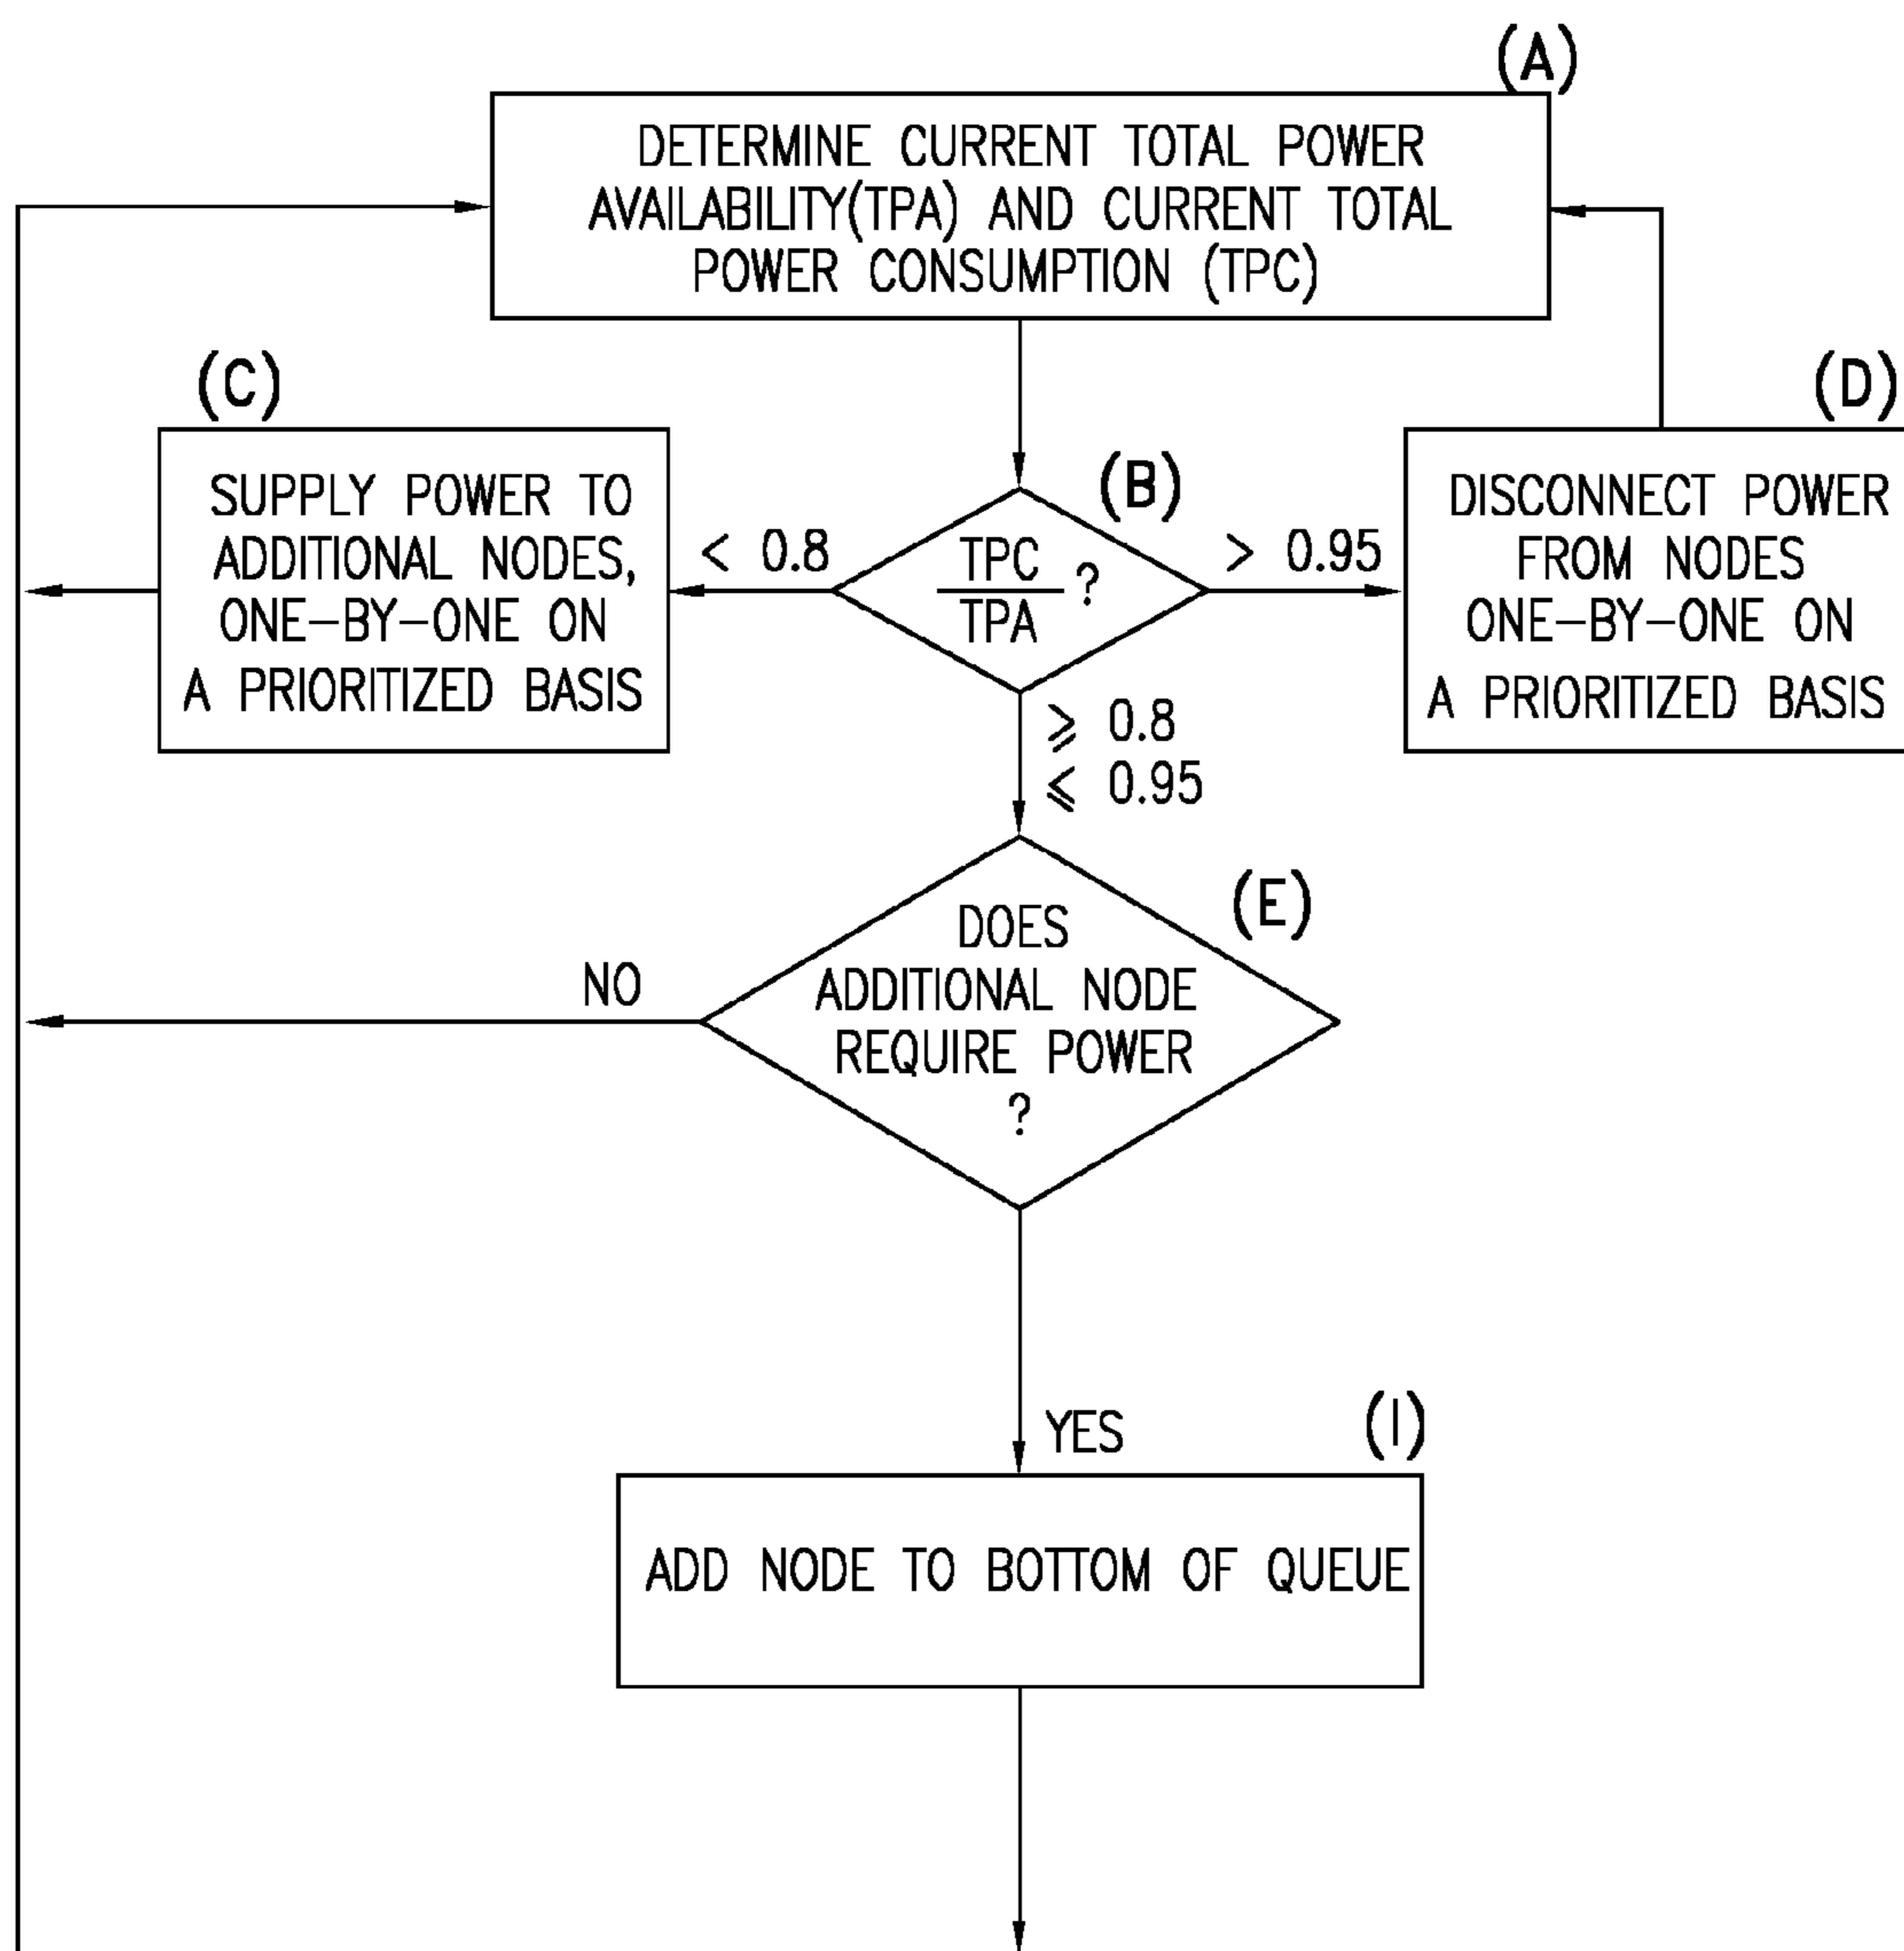 (A)
DETERMINE CURRENT TOTAL POWER
AVAILABILITY(TPA) AND CURRENT TOTAL
POWER CONSUMPTION (TPC)
(C)
SUPPLY POWER TO
ADDITIONAL NODES,
ONE-BY-ONE ON
A PRIORITIZED BASIS
< 0.8
(B)
TPC
TPA
?
> 0.95
(D)
DISCONNECT POWER
FROM NODES
ONE-BY-ONE ON
A PRIORITIZED BASIS
⩾ 0.8
⩽ 0.95
(E)
DOES
ADDITIONAL NODE
REQUIRE POWER
?
NO
YES
(I)
ADD NODE TO BOTTOM OF QUEUE